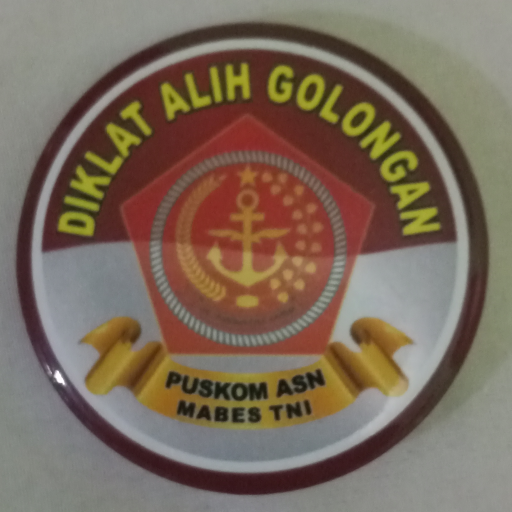 DIKLAT ALIH GOLONGAN
PUSKOM ASN
MABES TNI